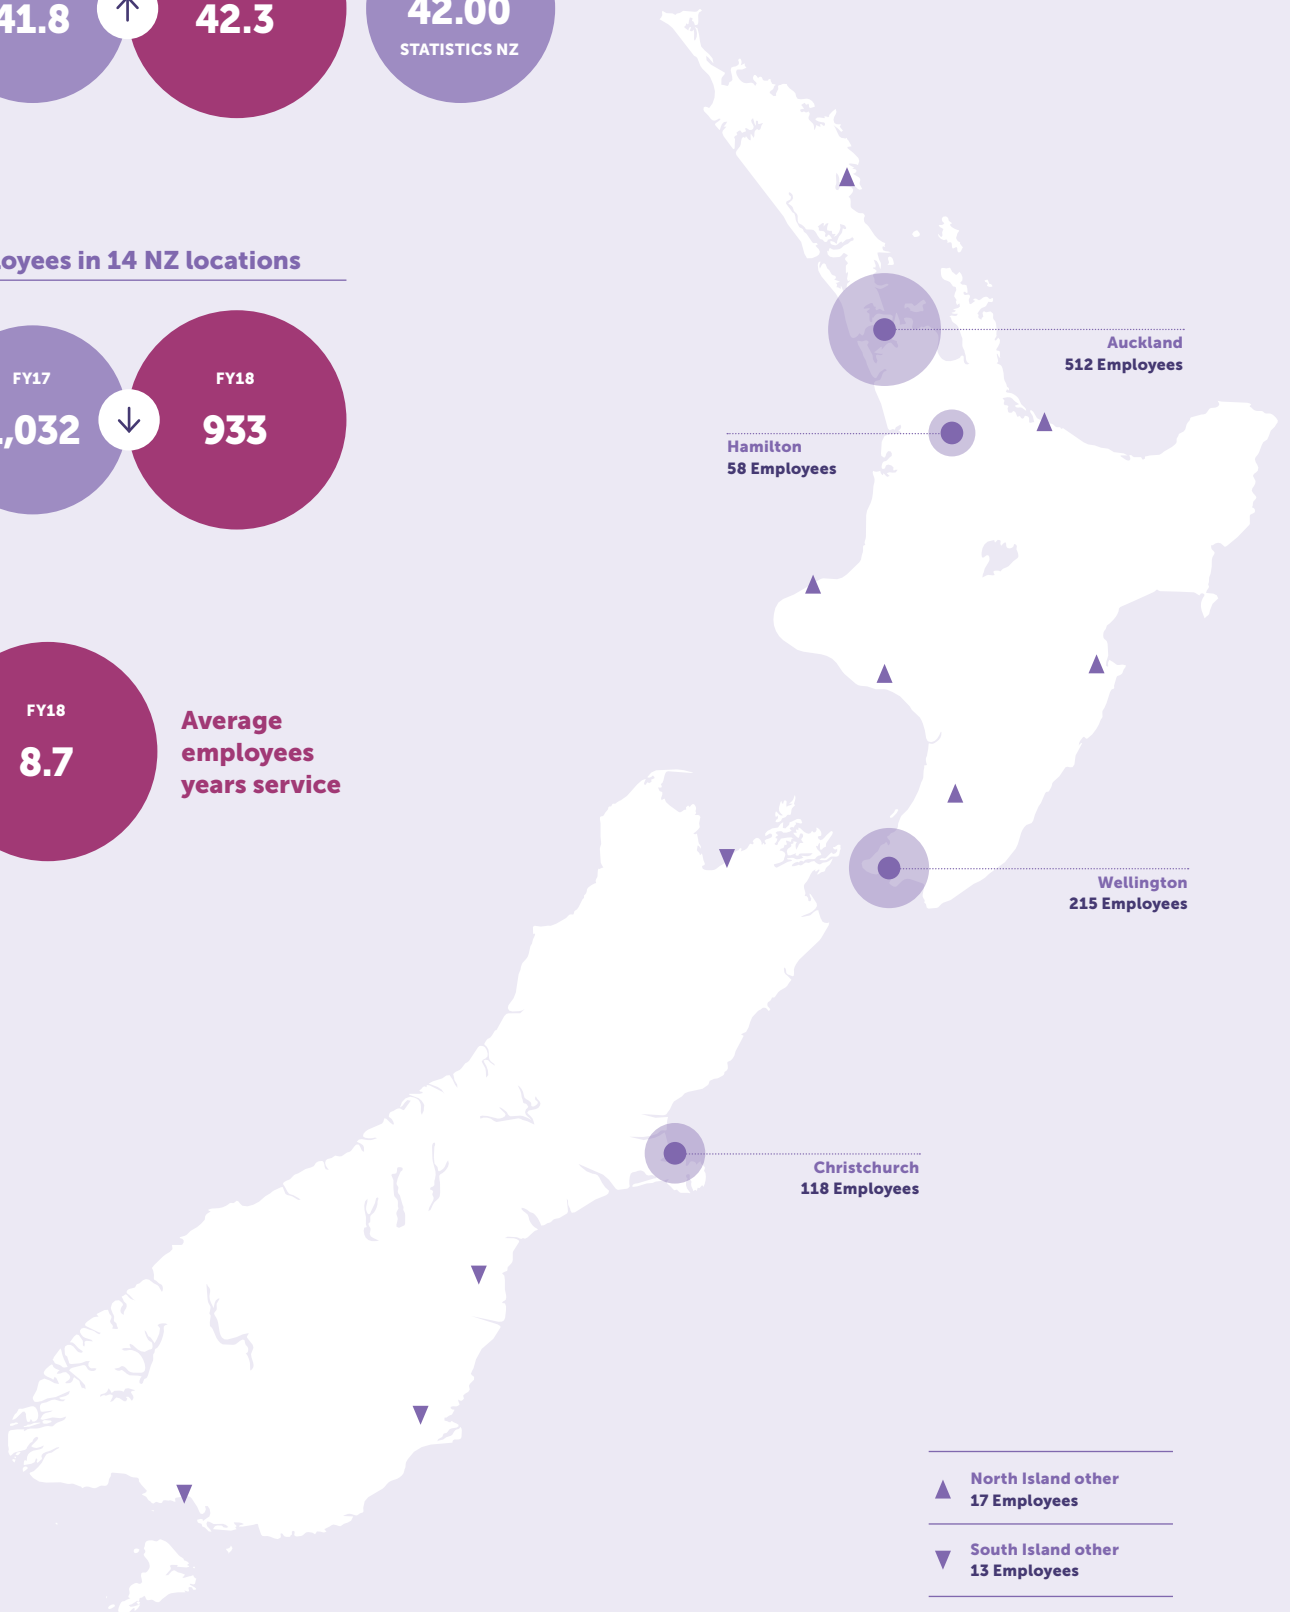 41.8
42.3
42.00
STATISTICS NZ
in 14 NZ locations
FY17
FY18
933
FY18
8.7
Average
employees
years service
Auckland
512 Employees
Hamilton
58 Employees
Wellington
215 Employees
Christchurch
118 Employees
North Island other
17 Employees
South Island other
13 Employees